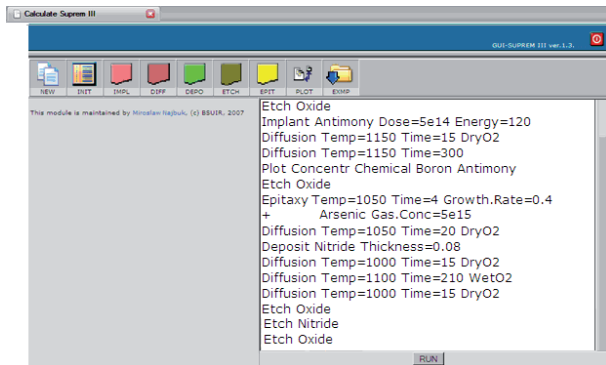 Calculate Suprem III
GUI-SUPREM III ver.1.3.
NEW INIT IMPL DIFF DEPO ETCH EPIT PLOT EXMP
This module is maintained by Miroslaw Najbuk, (c) BSUIR, 2007
Etch Oxide
Implant Antimony Dose=5e14 Energy=120
Diffusion Temp=1150 Time=15 DryO2
Diffusion Temp=1150 Time=300
Plot Concentr Chemical Boron Antimony
Etch Oxide
Epitaxy Temp=1050 Time=4 Growth.Rate=0.4
+ Arsenic Gas.Conc=5e15
Diffusion Temp=1050 Time=20 DryO2
Deposit Nitride Thickness=0.08
Diffusion Temp=1000 Time=15 DryO2
Diffusion Temp=1100 Time=210 WetO2
Diffusion Temp=1000 Time=15 DryO2
Etch Oxide
Etch Nitride
Etch Oxide
RUN